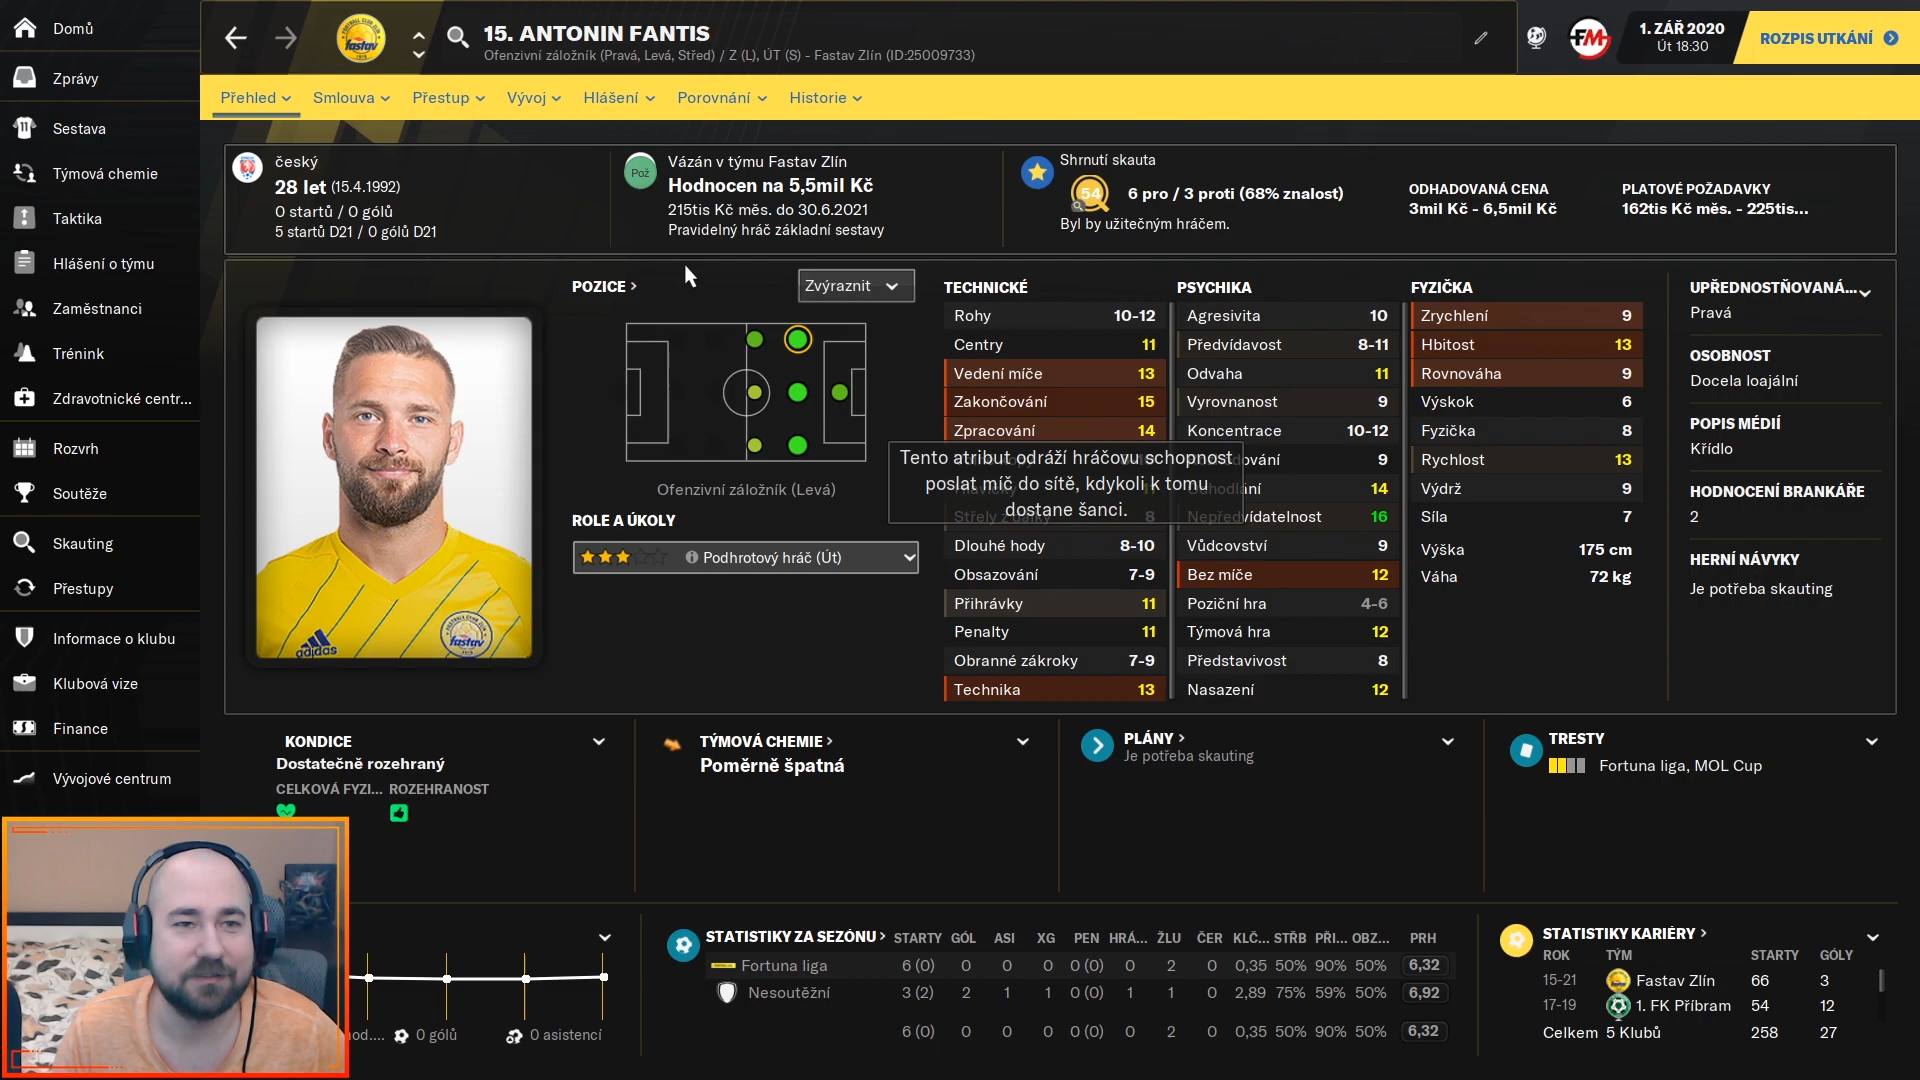 Domů
Zprávy
Sestava
Týmová chemie
Taktika
Hlášení o týmu
Zaměstnanci
Trénink
Zdravotnické centr...
Rozvrh
Soutěže
Skauting
Přestupy
Informace o klubu
Klubová vize
Finance
Vývojové centrum
15. ANTONIN FANTIS
Ofenzivní záložník (Pravá, Levá, Střed) / Z (L), ÚT (S) - Fastav Zlín (ID:25009733)
FM
1. ZÁŘ 2020
Út 18:30
ROZPIS UTKÁNÍ
Přehled
Smlouva
Přestup
Vývoj
Hlášení
Porovnání
Historie
český
28 let (15.4.1992)
0 startů / 0 gólů
5 startů D21 / 0 gólů D21
Pož
Vázán v týmu Fastav Zlín
Hodnocen na 5,5mil Kč
215tis Kč měs. do 30.6.2021
Pravidelný hráč základní sestavy
Shrnutí skauta
54
6 pro / 3 proti (68% znalost)
Byl by užitečným hráčem.
ODHADOVANÁ CENA
3mil Kč - 6,5mil Kč
PLATOVÉ POŽADAVKY
162tis Kč měs. - 225tis...
fastav
adidas
POZICE >
Zvýraznit
Ofenzivní záložník (Levá)
ROLE A ÚKOLY
Podhrotový hráč (Út)
TECHNICKÉ
Rohy 10-12
Centry 11
Vedení míče 13
Zakončování 15
Zpracování 14
Střely z dálky 8
Dlouhé hody 8-10
Obsazování 7-9
Přihrávky 11
Penalty 11
Obranné zákroky 7-9
Technika 13
Tento atribut odráží hráčovu schopnost
poslat míč do sítě, kdykoli k tomu
dostane šanci.
PSYCHIKA
Agresivita 10
Předvídavost 8-11
Odvaha 11
Vyrovnanost 9
Koncentrace 10-12
9
14
Nepředvídatelnost 16
Vůdcovství 9
Bez míče 12
Poziční hra 4-6
Týmová hra 12
Představivost 8
Nasazení 12
FYZIČKA
Zrychlení 9
Hbitost 13
Rovnováha 9
Výskok 6
Fyzička 8
Rychlost 13
Výdrž 9
Síla 7
Výška 175 cm
Váha 72 kg
UPŘEDNOSTŇOVANÁ...
Pravá
OSOBNOST
Docela loajální
POPIS MÉDIÍ
Křídlo
HODNOCENÍ BRANKÁŘE
2
HERNÍ NÁVYKY
Je potřeba skauting
KONDICE
Dostatečně rozehraný
CELKOVÁ FYZI... ROZEHRANOST
TÝMOVÁ CHEMIE >
Poměrně špatná
PLÁNY >
Je potřeba skauting
TRESTY
Fortuna liga, MOL Cup
0 gólů
0 asistencí
STATISTIKY ZA SEZÓNU > STARTY GÓL ASI XG PEN HRÁ... ŽLU ČER KLÍČ... STŘB PŘI... OBZ... PRH
Fortuna liga 6 (0) 0 0 0 0 (0) 0 2 0 0,35 50% 90% 50% 6,32
Nesoutěžní 3 (2) 2 1 1 0 (0) 1 1 0 2,89 75% 59% 50% 6,92
6 (0) 0 0 0 0 (0) 0 2 0 0,35 50% 90% 50% 6,32
STATISTIKY KARIÉRY >
ROK TÝM STARTY GÓLY
15-21 Fastav Zlín 66 3
17-19 1. FK Příbram 54 12
Celkem 5 Klubů 258 27